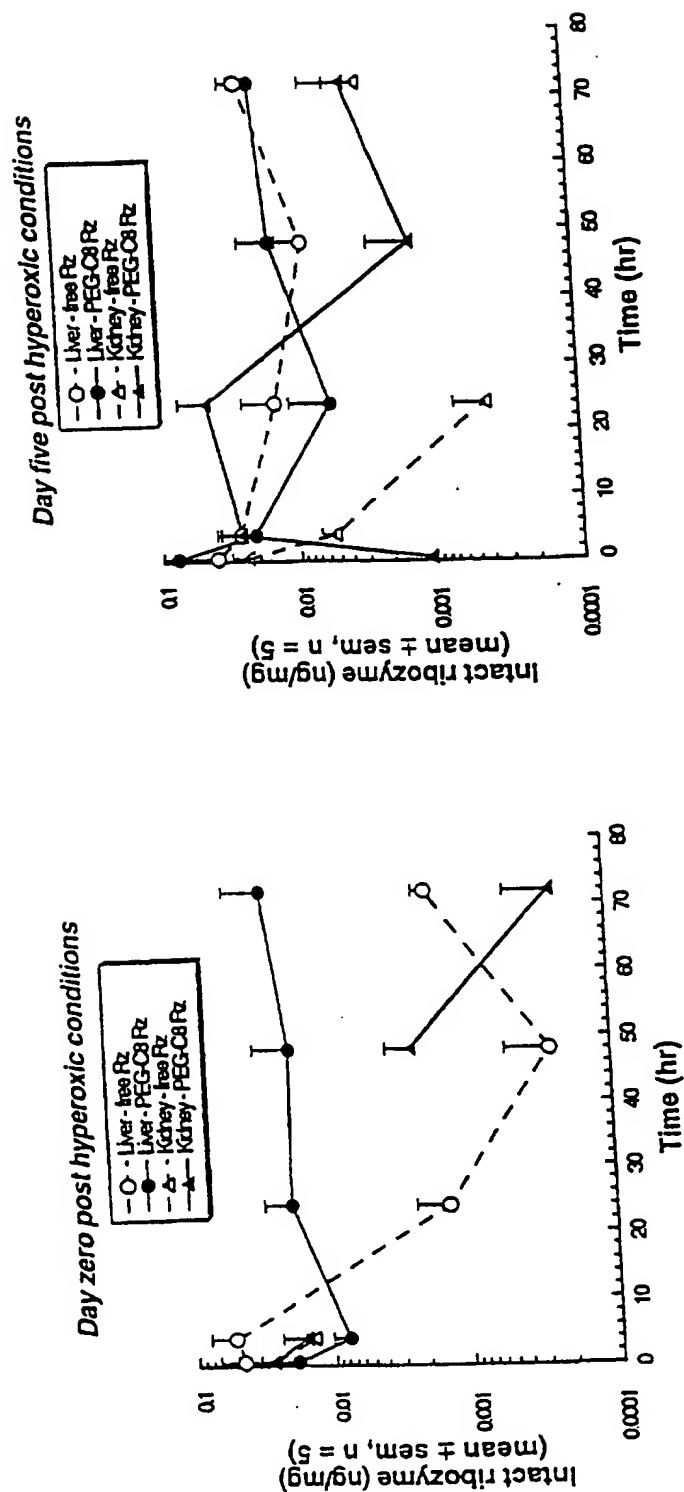 Day zero post hyperoxic conditions
Liver - free Rz
Liver - PEG-C8 Rz
Kidney - free Rz
Kidney - PEG-C8 Rz
Intact ribozyme (ng/mg)
(mean ± sem, n = 5)
0.1
0.01
0.001
0.0001
0 10 20 30 40 50 60 70 80
Time (hr)
Day five post hyperoxic conditions
Liver - free Rz
Liver - PEG-C8 Rz
Kidney - free Rz
Kidney - PEG-C8 Rz
Intact ribozyme (ng/mg)
(mean ± sem, n = 5)
0.1
0.01
0.001
0.0001
0 10 20 30 40 50 60 70 80
Time (hr)